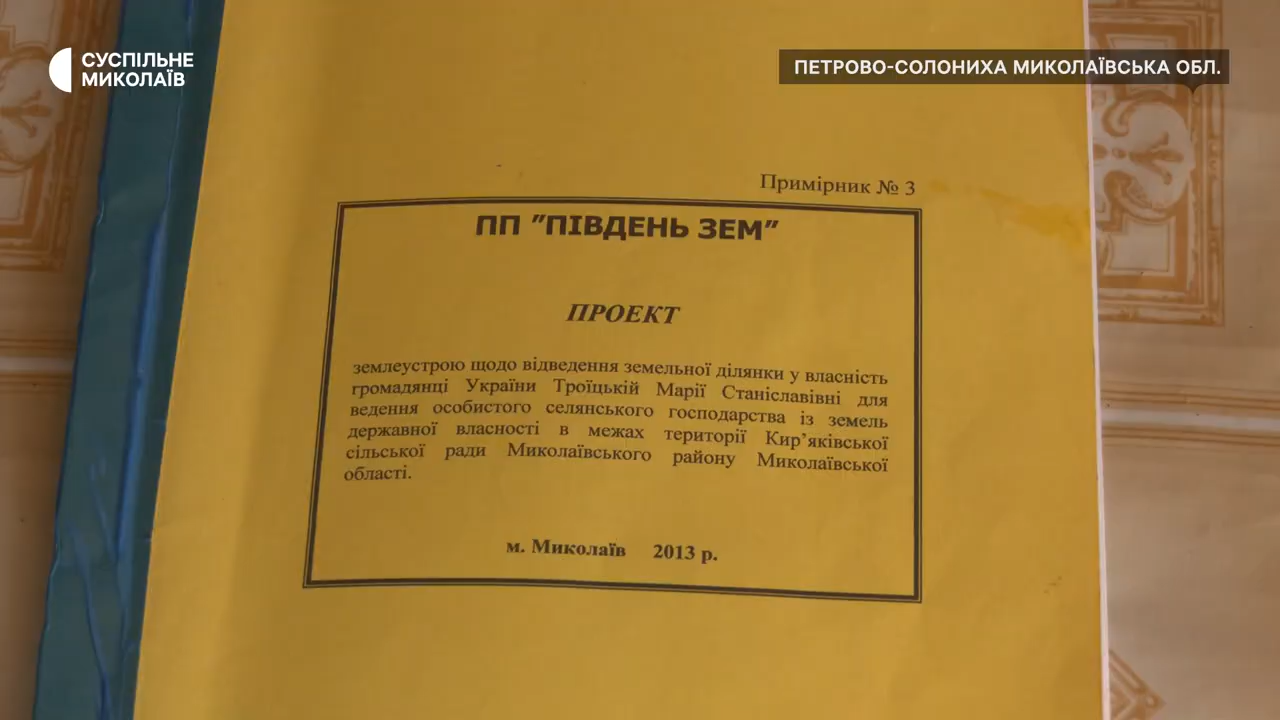 СУСПІЛЬНЕ
МИКОЛАЇВ
ПЕТРОВО-СОЛОНИХА МИКОЛАЇВСЬКА ОБЛ.
Примірник № 3
ПП "ПІВДЕНЬ ЗЕМ"
ПРОЕКТ
землеустрою щодо відведення земельної ділянки у власність
громадянці України Троїцькій Марії Станіславівні для
ведення особистого селянського господарства із земель
державної власності в межах території Кир’яківської
сільської ради Миколаївського району Миколаївської
області.
м. Миколаїв 2013 р.